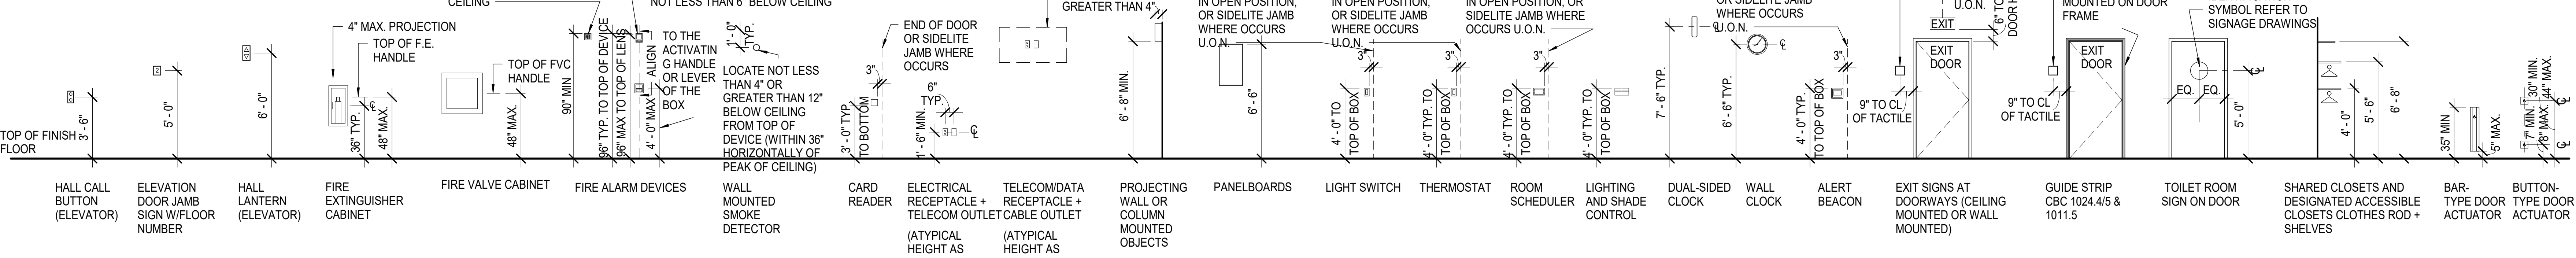 CEILING
NOT LESS THAN 6" BELOW CEILING
GREATER THAN 4"
IN OPEN POSITION,
OR SIDELITE JAMB
WHERE OCCURS
U.O.N.
IN OPEN POSITION,
OR SIDELITE JAMB
WHERE OCCURS
U.O.N.
IN OPEN POSITION, OR
SIDELITE JAMB WHERE
OCCURS U.O.N.
OR SIDELITE JAMB
WHERE OCCURS
U.O.N.
U.O.N.
MOUNTED ON DOOR
FRAME
SYMBOL REFER TO
SIGNAGE DRAWINGS
TOP OF FINISH
FLOOR
3' - 6"
2
5' - 0"
6' - 0"
4" MAX. PROJECTION
TOP OF F.E.
HANDLE
36" TYP.
48" MAX.
TOP OF FVC
HANDLE
48" MAX.
90" MIN
96" TYP. TO TOP OF DEVICE
96" MAX TO TOP OF LENS
ALIGN
4' - 0" MAX
TO THE
ACTIVATIN
G HANDLE
OR LEVER
OF THE
BOX
1' - 0"
TYP.
LOCATE NOT LESS
THAN 4" OR
GREATER THAN 12"
BELOW CEILING
FROM TOP OF
DEVICE (WITHIN 36"
HORIZONTALLY OF
PEAK OF CEILING)
END OF DOOR
OR SIDELITE
JAMB WHERE
OCCURS
3"
3' - 0" TYP.
TO BOTTOM
6"
TYP.
1' - 6" MIN.
6' - 8" MIN.
6' - 6"
3"
4' - 0" TO
TOP OF BOX
3"
4' - 0" TYP. TO
TOP OF BOX
3"
4' - 0" TYP. TO
TOP OF BOX
4' - 0" TYP. TO
TOP OF BOX
7' - 6" TYP.
6' - 6" TYP.
3"
4' - 0" TYP.
TO TOP OF BOX
EXIT
6" TO
DOOR H
EXIT
DOOR
9" TO CL
OF TACTILE
EXIT
DOOR
9" TO CL
OF TACTILE
EQ.
EQ.
5' - 0"
4' - 0"
5' - 6"
6' - 8"
35" MIN
5" MAX.
30" MIN.
44" MAX.
7" MIN.
8" MAX.
HALL CALL
BUTTON
(ELEVATOR)
ELEVATION
DOOR JAMB
SIGN W/FLOOR
NUMBER
HALL
LANTERN
(ELEVATOR)
FIRE
EXTINGUISHER
CABINET
FIRE VALVE CABINET
FIRE ALARM DEVICES
WALL
MOUNTED
SMOKE
DETECTOR
CARD
READER
ELECTRICAL
RECEPTACLE +
TELECOM OUTLET
(ATYPICAL
HEIGHT AS
TELECOM/DATA
RECEPTACLE +
CABLE OUTLET
(ATYPICAL
HEIGHT AS
PROJECTING
WALL OR
COLUMN
MOUNTED
OBJECTS
PANELBOARDS
LIGHT SWITCH
THERMOSTAT
ROOM
SCHEDULER
LIGHTING
AND SHADE
CONTROL
DUAL-SIDED
CLOCK
WALL
CLOCK
ALERT
BEACON
EXIT SIGNS AT
DOORWAYS (CEILING
MOUNTED OR WALL
MOUNTED)
GUIDE STRIP
CBC 1024.4/5 &
1011.5
TOILET ROOM
SIGN ON DOOR
SHARED CLOSETS AND
DESIGNATED ACCESSIBLE
CLOSETS CLOTHES ROD +
SHELVES
BAR-
TYPE DOOR
ACTUATOR
BUTTON-
TYPE DOOR
ACTUATOR